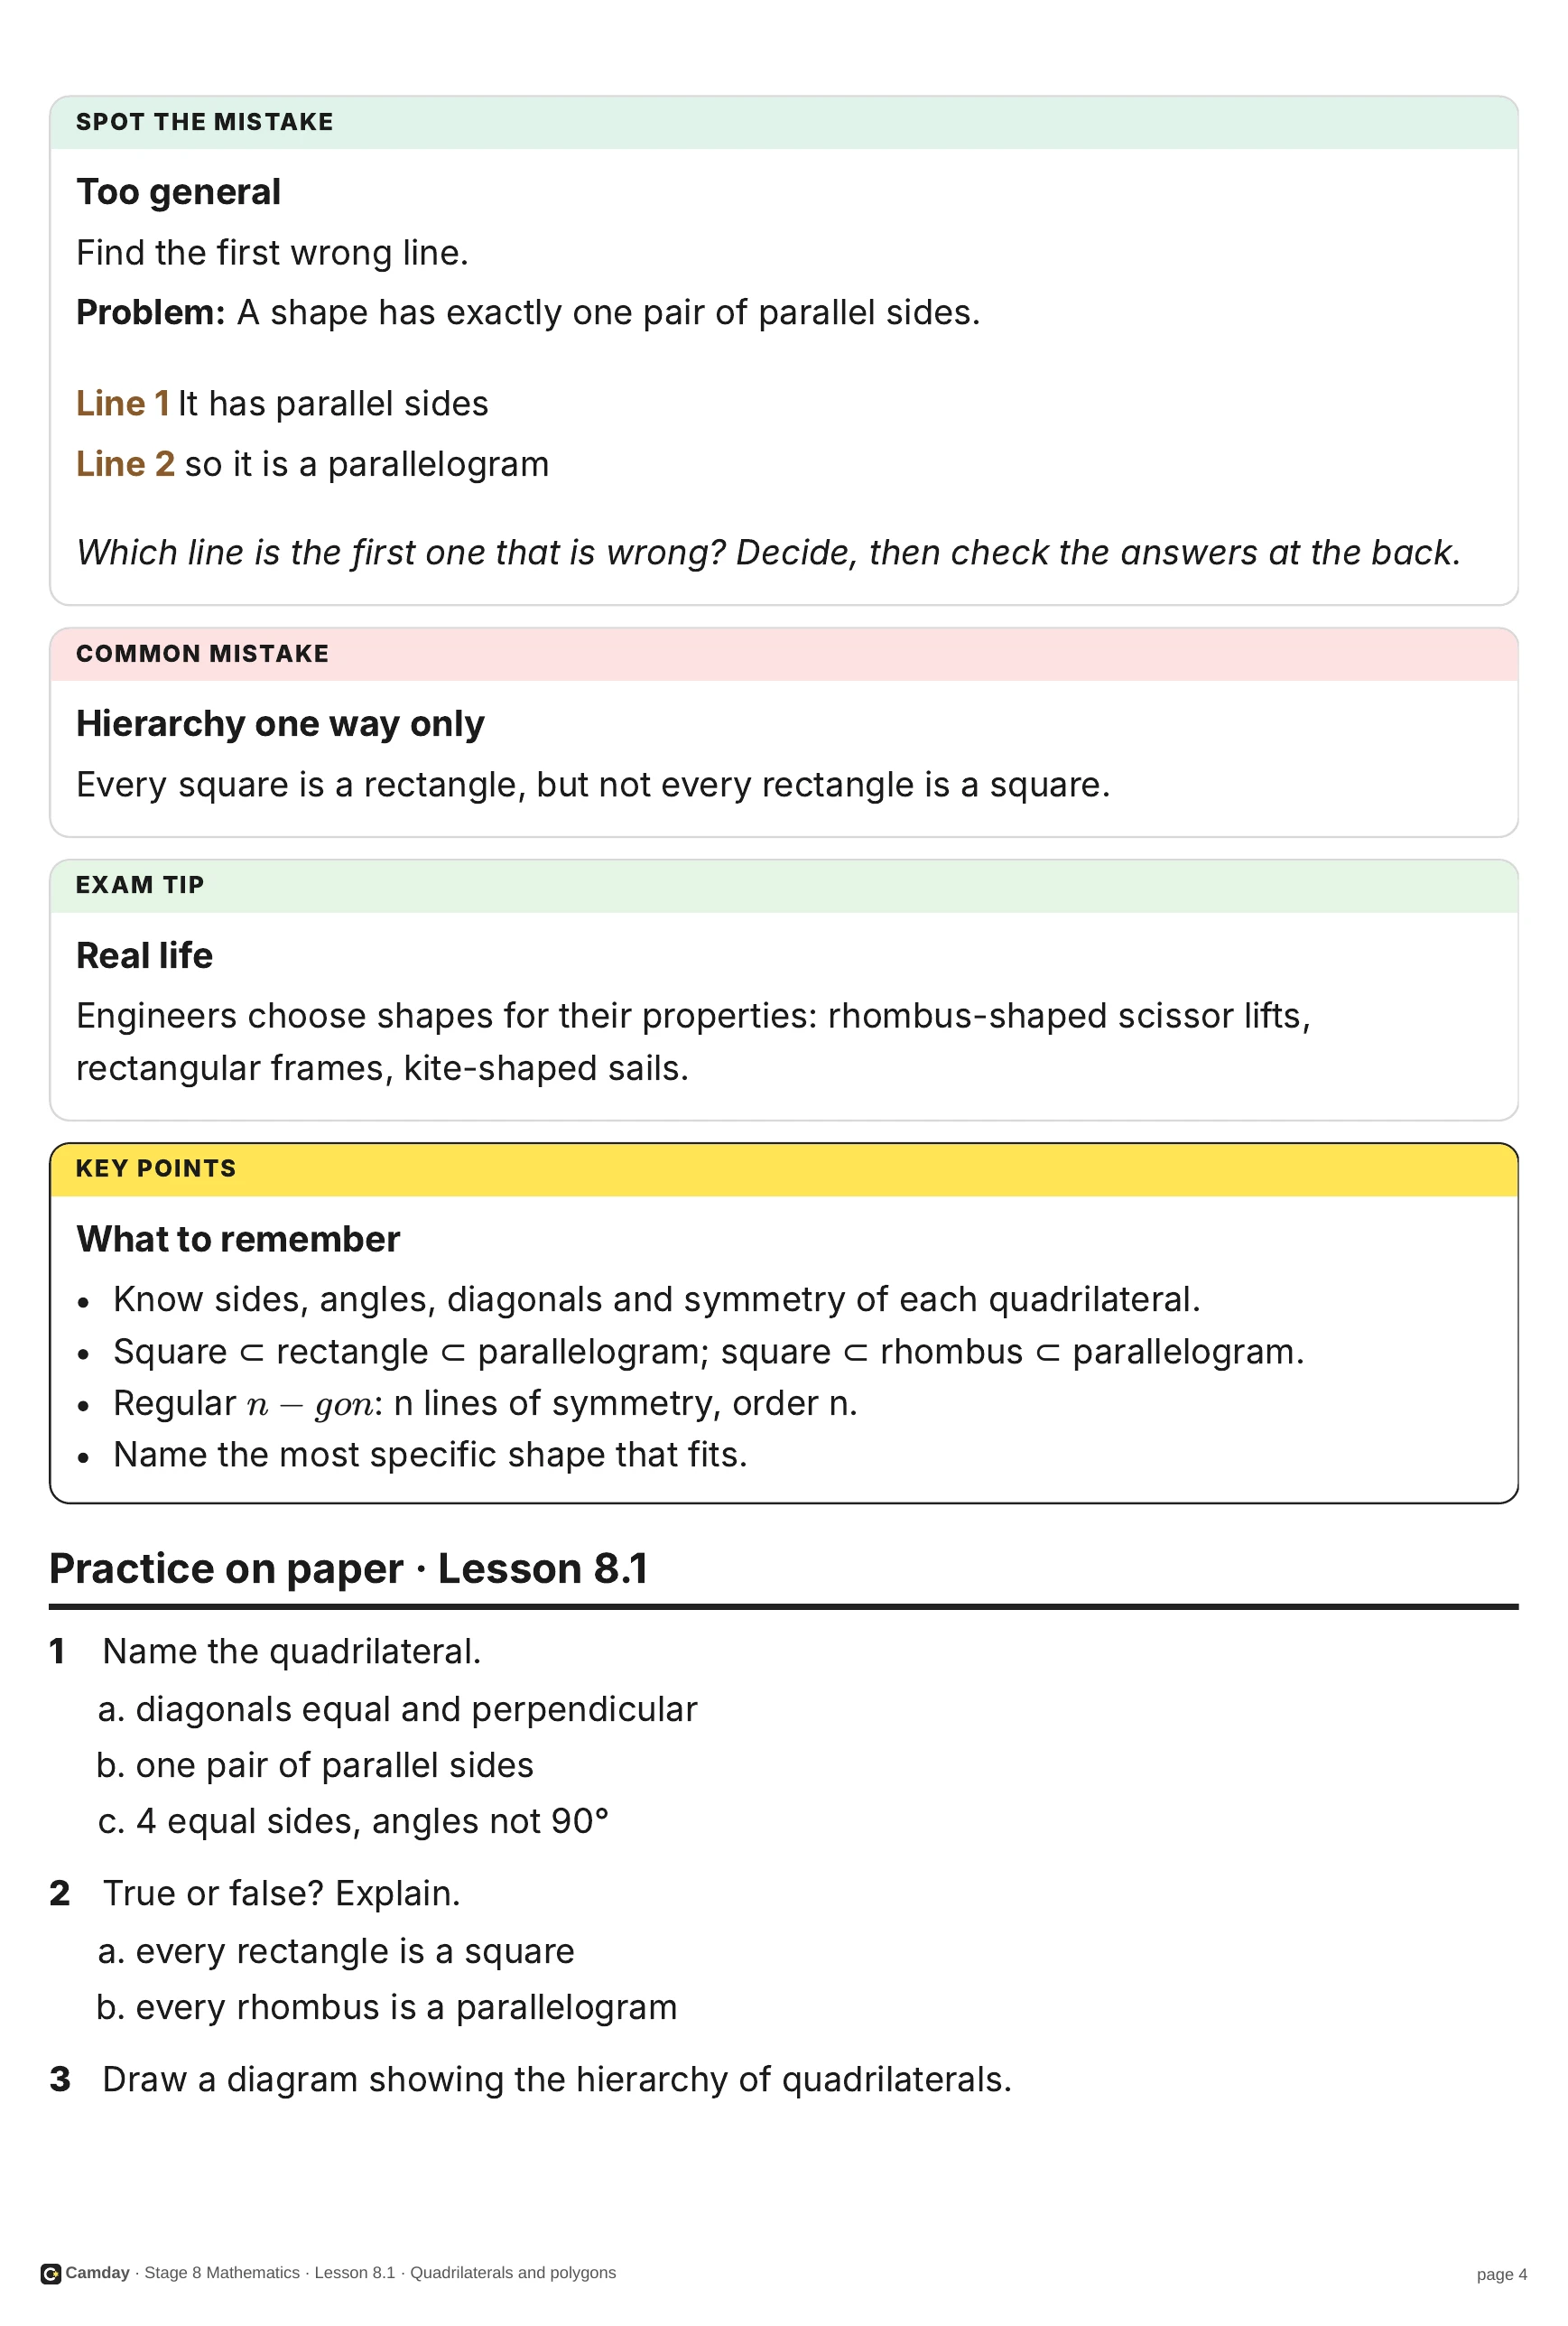 SPOT THE MISTAKE
Too general
Find the first wrong line.
Problem: A shape has exactly one pair of parallel sides.
Line 1 It has parallel sides
Line 2 so it is a parallelogram
Which line is the first one that is wrong? Decide, then check the answers at the back.
COMMON MISTAKE
Hierarchy one way only
Every square is a rectangle, but not every rectangle is a square.
EXAM TIP
Real life
Engineers choose shapes for their properties: rhombus-shaped scissor lifts,
rectangular frames, kite-shaped sails.
KEY POINTS
What to remember
• Know sides, angles, diagonals and symmetry of each quadrilateral.
• Square ⊂ rectangle ⊂ parallelogram; square ⊂ rhombus ⊂ parallelogram.
• Regular n − gon: n lines of symmetry, order n.
• Name the most specific shape that fits.
Practice on paper · Lesson 8.1
1 Name the quadrilateral.
a. diagonals equal and perpendicular
b. one pair of parallel sides
c. 4 equal sides, angles not 90°
2 True or false? Explain.
a. every rectangle is a square
b. every rhombus is a parallelogram
3 Draw a diagram showing the hierarchy of quadrilaterals.
Camday · Stage 8 Mathematics · Lesson 8.1 · Quadrilaterals and polygons
page 4